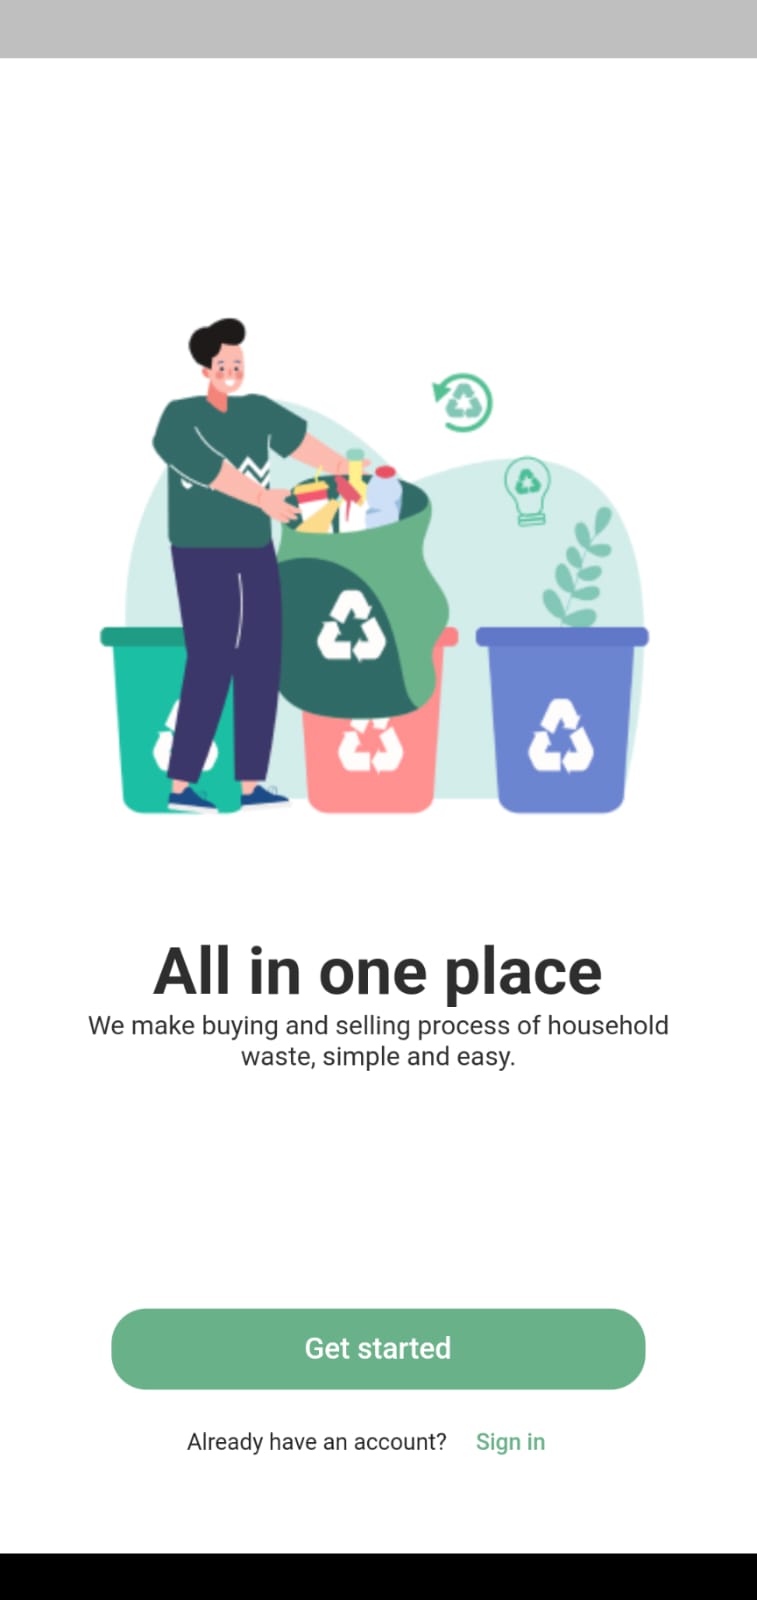 All in one place
We make buying and selling process of household
waste, simple and easy.
Get started
Already have an account? Sign in